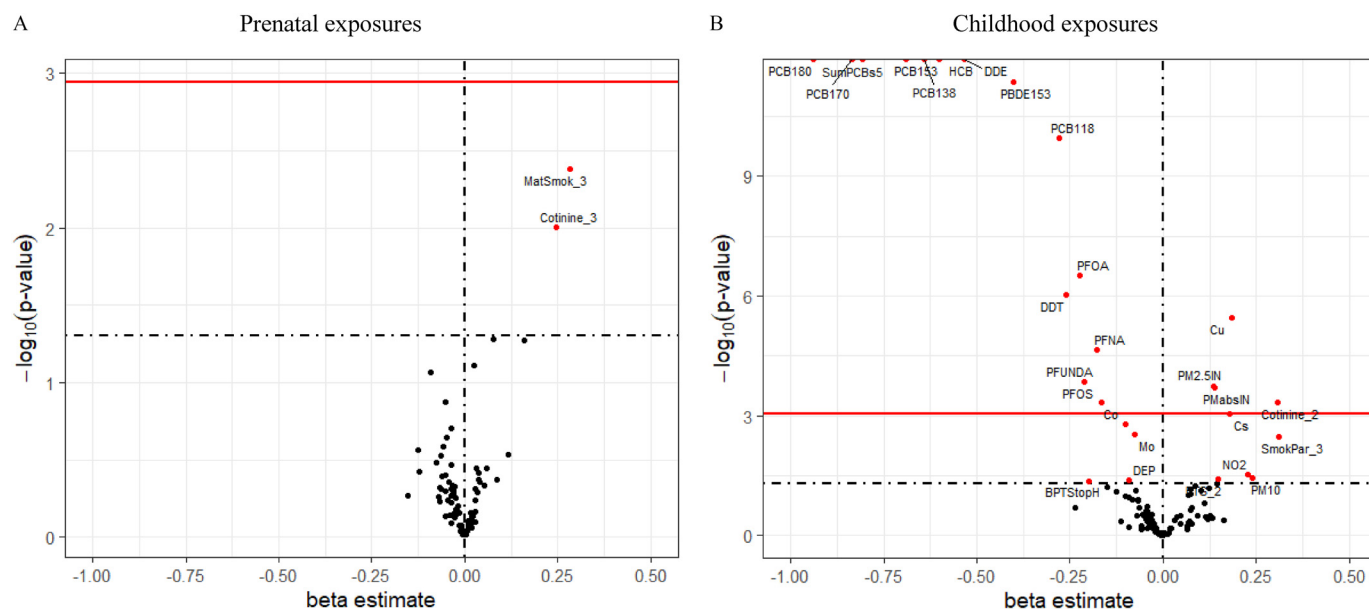 A
Prenatal exposures
3
2
1
0
−log10(p-value)
MatSmok_3
Cotinine_3
-1.00
-0.75
-0.50
-0.25
0.00
0.25
0.50
beta estimate
B
Childhood exposures
9
6
3
0
−log10(p-value)
PCB180
SumPCBs5
PCB153
HCB
DDE
PCB170
PCB138
PBDE153
PCB118
PFOA
DDT
Cu
PFNA
PFUNDA
PM2.5IN
PFOS
PMabsIN
Co
Cotinine_2
Cs
Mo
SmokPar_3
DEP
NO2
BPTStopH
PM10
-1.00
-0.75
-0.50
-0.25
0.00
0.25
0.50
beta estimate